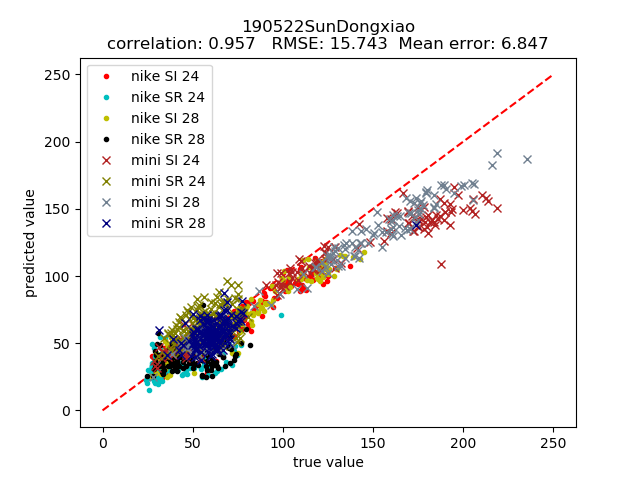 190522SunDongxiao
correlation: 0.957 RMSE: 15.743 Mean error: 6.847
250
200
150
100
50
0
predicted value
nike SI 24
nike SR 24
nike SI 28
nike SR 28
mini SI 24
mini SR 24
mini SI 28
mini SR 28
0 50 100 150 200 250
true value